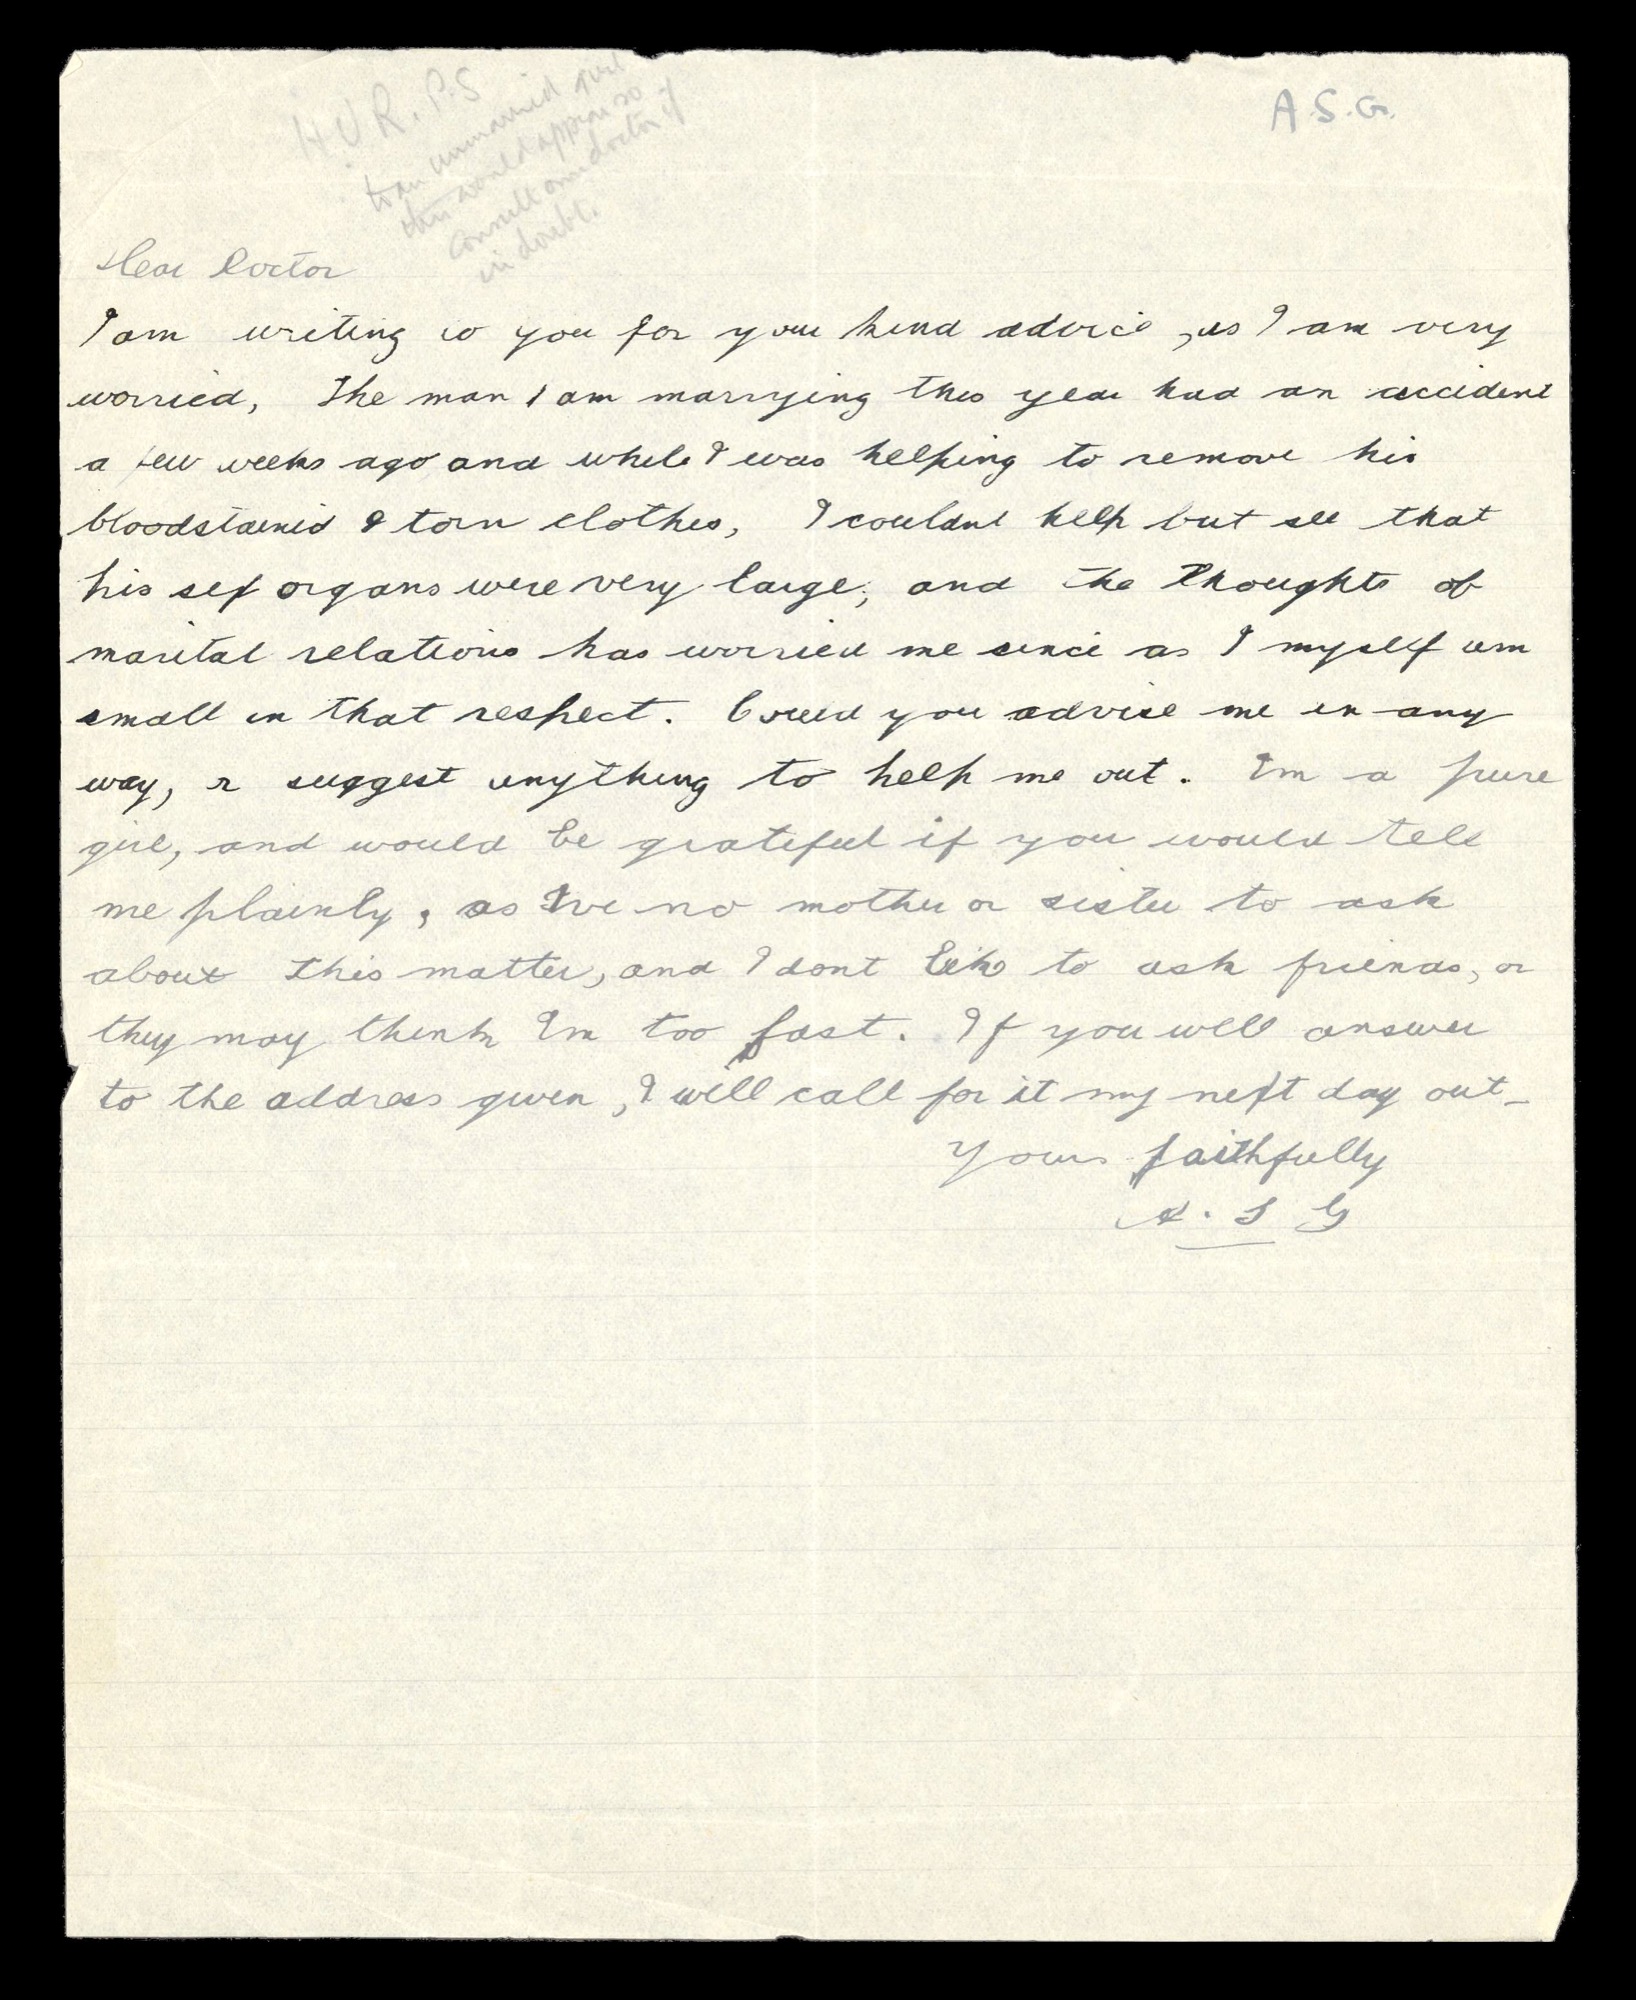 H.U.R. P.S
to an unmarried girl
this would appear so
consult own doctor if
in doubt.
A.S.G.
Dear Doctor
I am writing to you for your kind advice, as I am very
worried, The man I am marrying this year had an accident
a few weeks ago and while I was helping to remove his
bloodstained & torn clothes, I couldnt help but see that
his sex organs were very large, and the thoughts of
marital relations has worried me since as I myself am
small in that respect. Could you advise me in any
way, r suggest anything to help me out. Im a pure
girl, and would be grateful if you would tell
me plainly, as Ive no mother or sister to ask
about this matter, and I dont like to ask friends, or
they may think Im too fast. If you will answer
to the address given, I will call for it my next day out_
Yours faithfully
A. S G